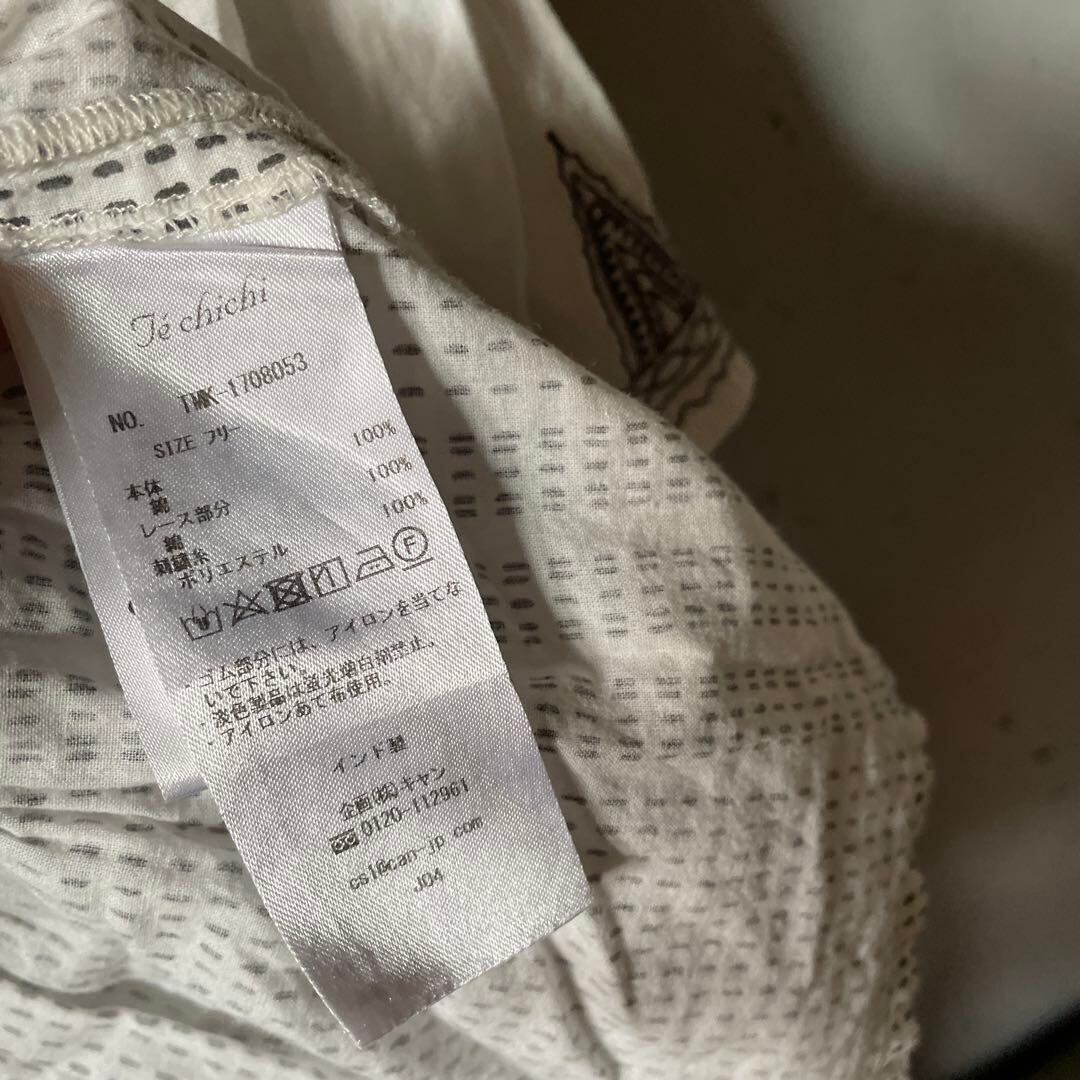 Té chichi
NO. TMK-1708053
SIZE フリー
本体
綿 100%
レース部分
綿 100%
刺繍糸
ポリエステル 100%
F
・ゴム部分には、アイロンを当てな
いで下さい。
・淡色製品は蛍光増白剤禁止。
・アイロンあて布使用。
インド製
企画(株)キャン
0120-112961
cs1@can-jp.com
J04